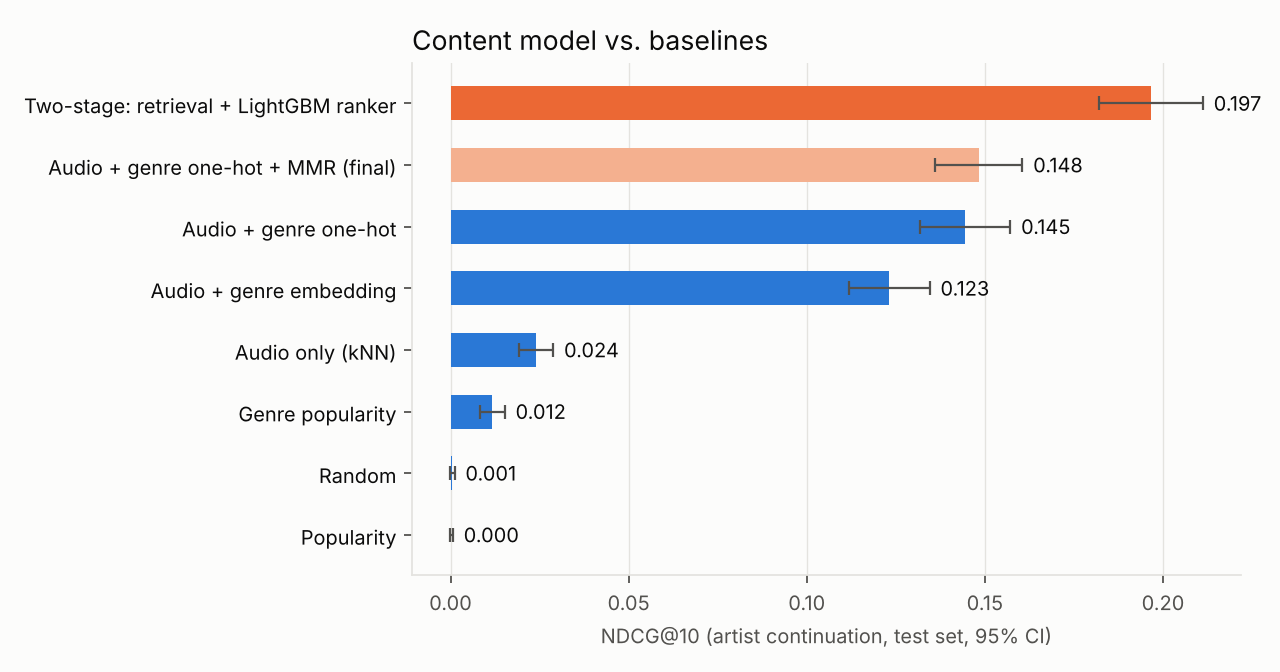 Content model vs. baselines
Two-stage: retrieval + LightGBM ranker
0.197
Audio + genre one-hot + MMR (final)
0.148
Audio + genre one-hot
0.145
Audio + genre embedding
0.123
Audio only (kNN)
0.024
Genre popularity
0.012
Random
0.001
Popularity
0.000
0.00 0.05 0.10 0.15 0.20
NDCG@10 (artist continuation, test set, 95% CI)